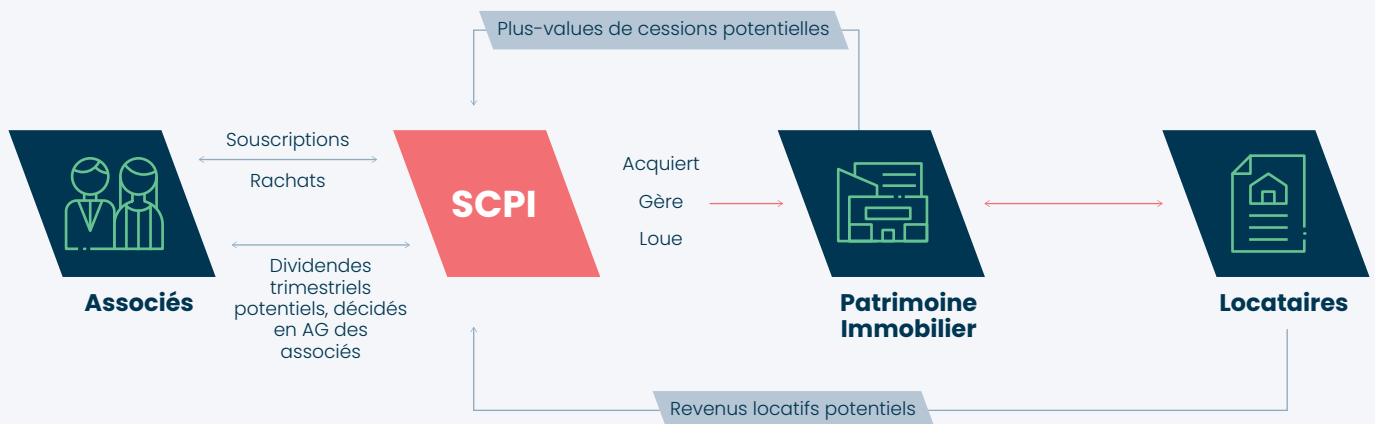 Plus-values de cessions potentielles
Souscriptions
Rachats
Dividendes
trimestriels
potentiels, décidés
en AG des
associés
Associés
SCPI
Acquiert
Gère
Loue
Patrimoine
Immobilier
Locataires
Revenus locatifs potentiels